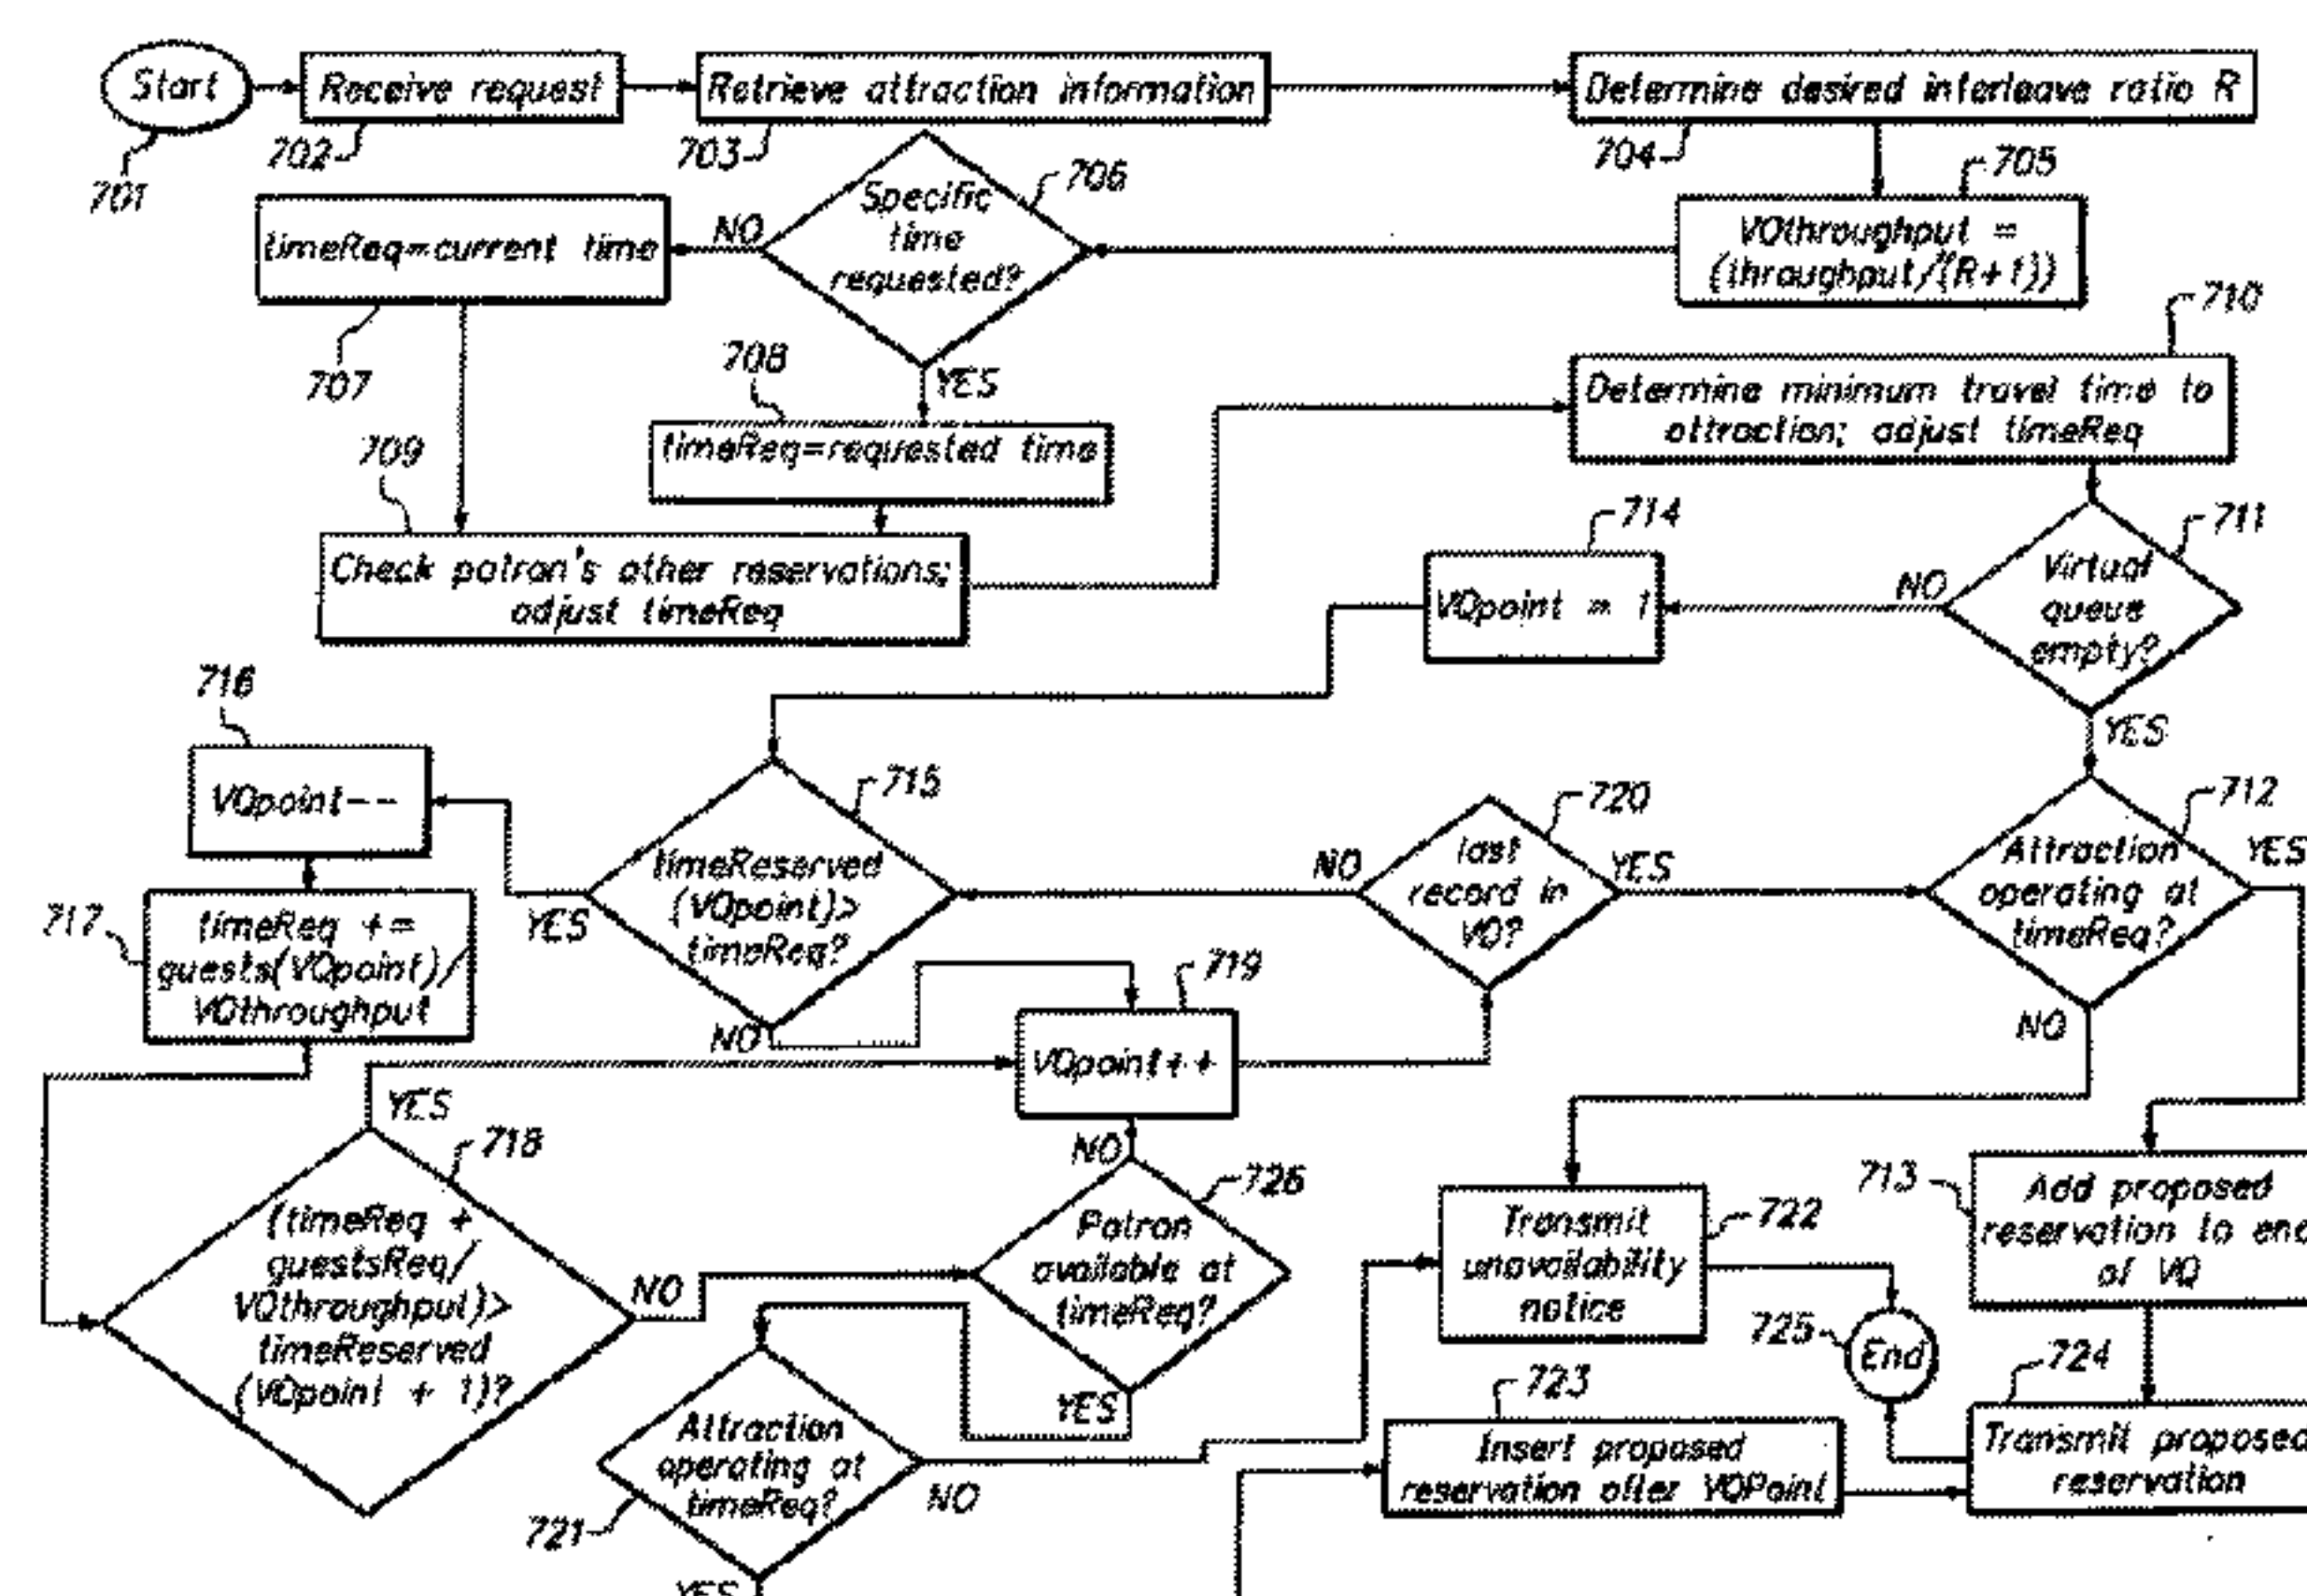 Start
701
Receive request
702
Retrieve attraction information
703
Determine desired interleave ratio R
704
705
VQthroughput =
(throughput/(R+1))
706
Specific
time
requested?
NO
YES
timeReq=current time
707
708
timeReq=requested time
709
Check patron's other reservations;
adjust timeReq
710
Determine minimum travel time to
attraction; adjust timeReq
711
Virtual
queue
empty?
NO
YES
714
VQpoint = 1
716
VQpoint--
715
timeReserved
(VQpoint)>
timeReq?
YES
NO
720
last
record in
VQ?
NO
YES
712
Attraction
operating at
timeReq?
YES
NO
717
timeReq +=
guests(VQpoint)/
VQthroughput
719
VQpoint++
YES
718
(timeReq +
guestsReq/
VQthroughput)>
timeReserved
(VQpoint + 1)?
NO
NO
726
Patron
available at
timeReq?
YES
722
Transmit
unavailability
notice
713
Add proposed
reservation to end
of VQ
725
End
724
Transmit proposed
reservation
723
Insert proposed
reservation after VQPoint
Attraction
operating at
timeReq?
721
NO
YES